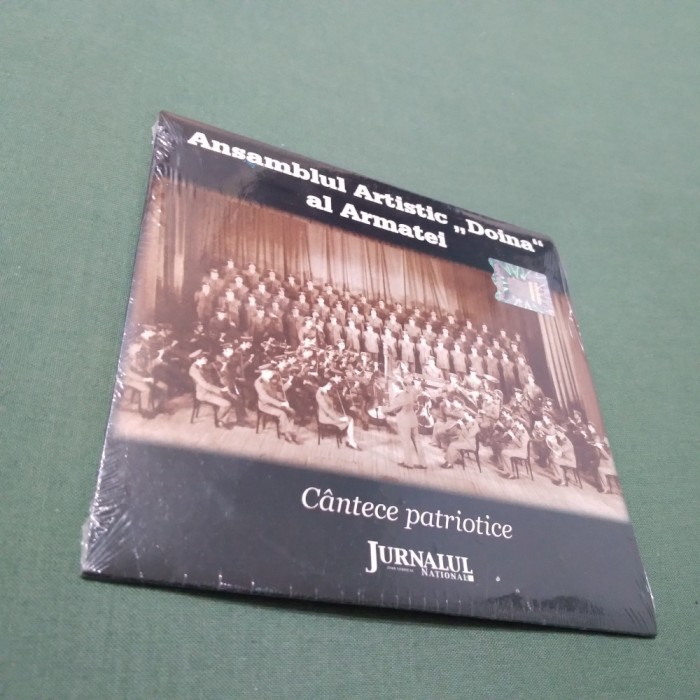 Ansamblul Artistic „Doina“
al Armatei
Cântece patriotice
JURNALUL
NATIONAL